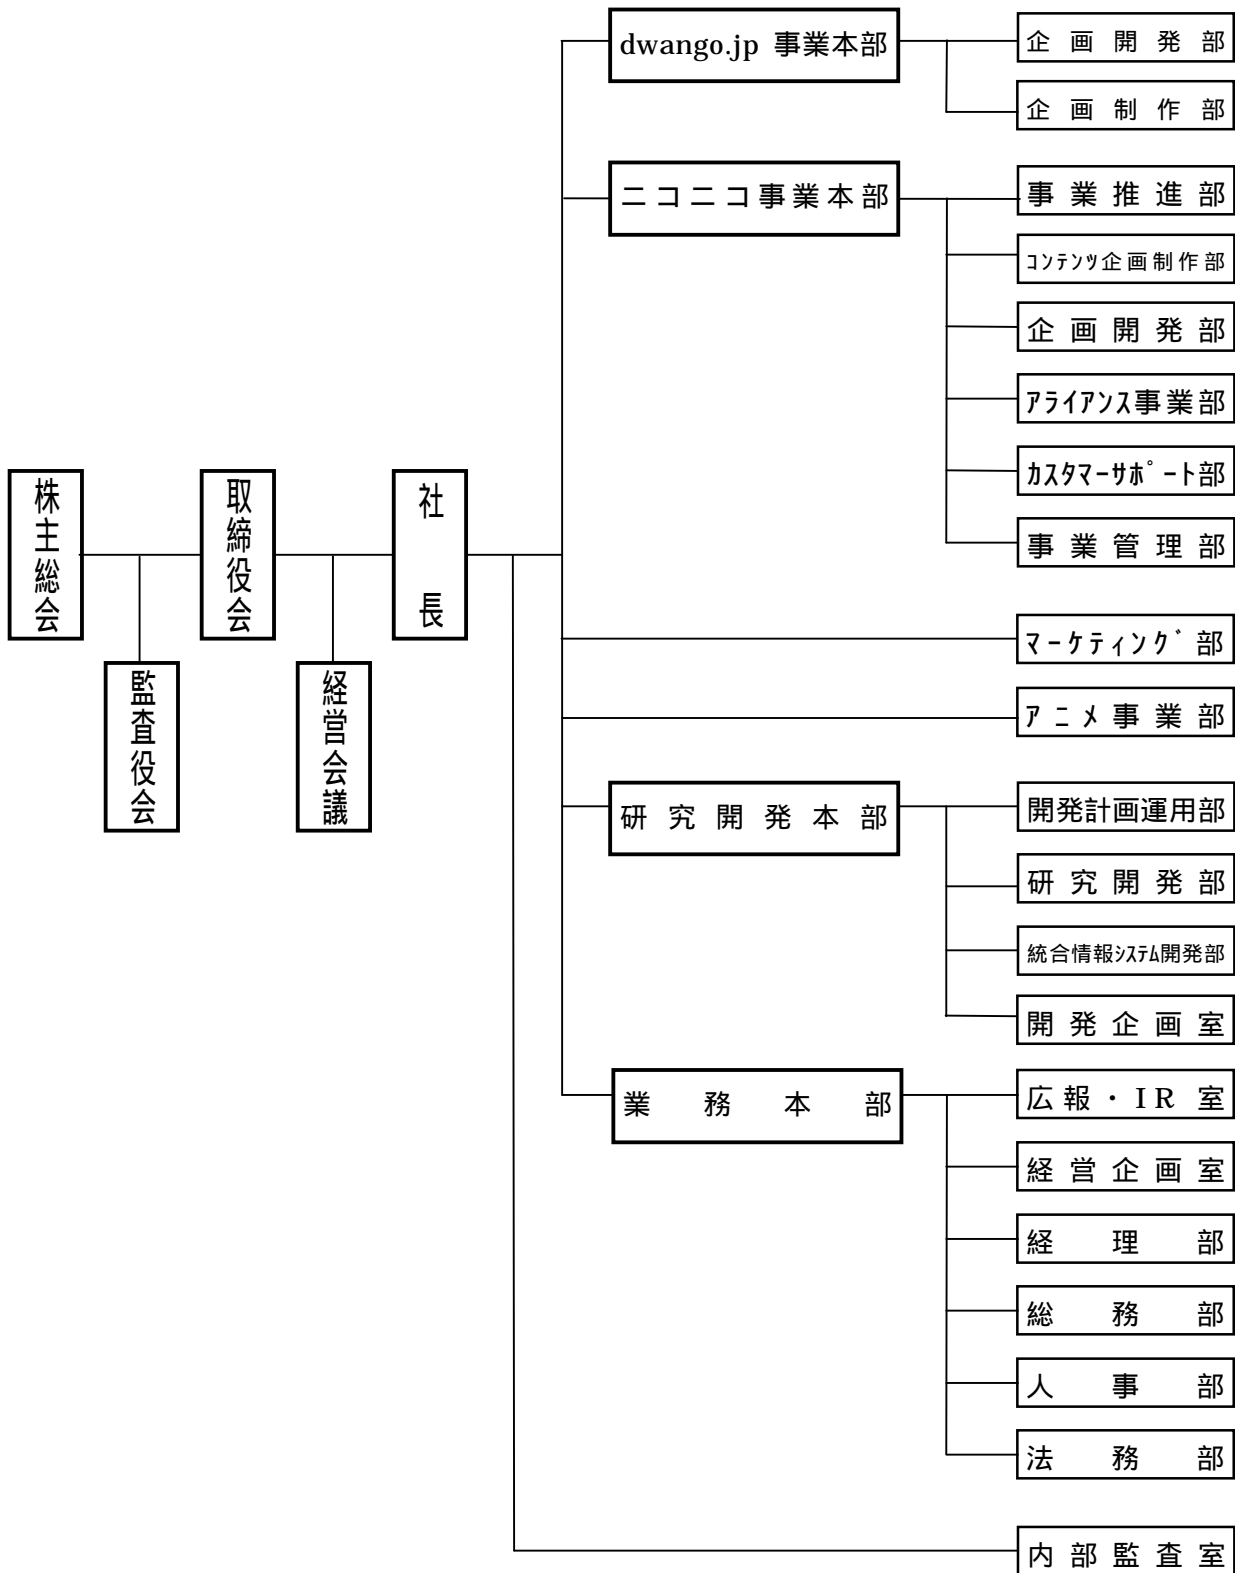 株主総会
監査役会
取締役会
経営会議
社長
dwango.jp 事業本部
企画開発部
企画制作部
ニコニコ事業本部
事業推進部
ｺﾝﾃﾝﾂ企画制作部
企画開発部
ｱﾗｲｱﾝｽ事業部
ｶｽﾀﾏｰｻﾎﾟｰﾄ部
事業管理部
ﾏｰｹﾃｨﾝｸﾞ部
ｱﾆﾒ事業部
研究開発本部
開発計画運用部
研究開発部
統合情報ｼｽﾃﾑ開発部
開発企画室
業務本部
広報・IR 室
経営企画室
経理部
総務部
人事部
法務部
内部監査室